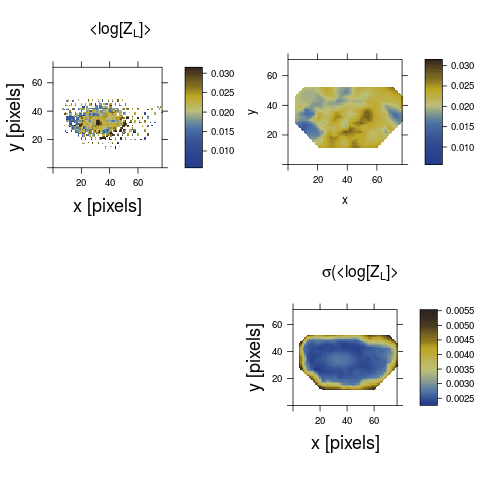 <log[Z_L]>
60
40
20
20 40 60
y [pixels]
x [pixels]
0.030
0.025
0.020
0.015
0.010
60
40
20
20 40 60
y
x
0.030
0.025
0.020
0.015
0.010
σ(<log[Z_L]>
60
40
20
20 40 60
y [pixels]
x [pixels]
0.0055
0.0050
0.0045
0.0040
0.0035
0.0030
0.0025